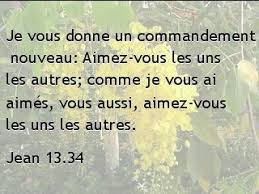 Je vous donne un commandement
nouveau: Aimez-vous les uns
les autres; comme je vous ai
aimés, vous aussi, aimez-vous
les uns les autres.
Jean 13.34